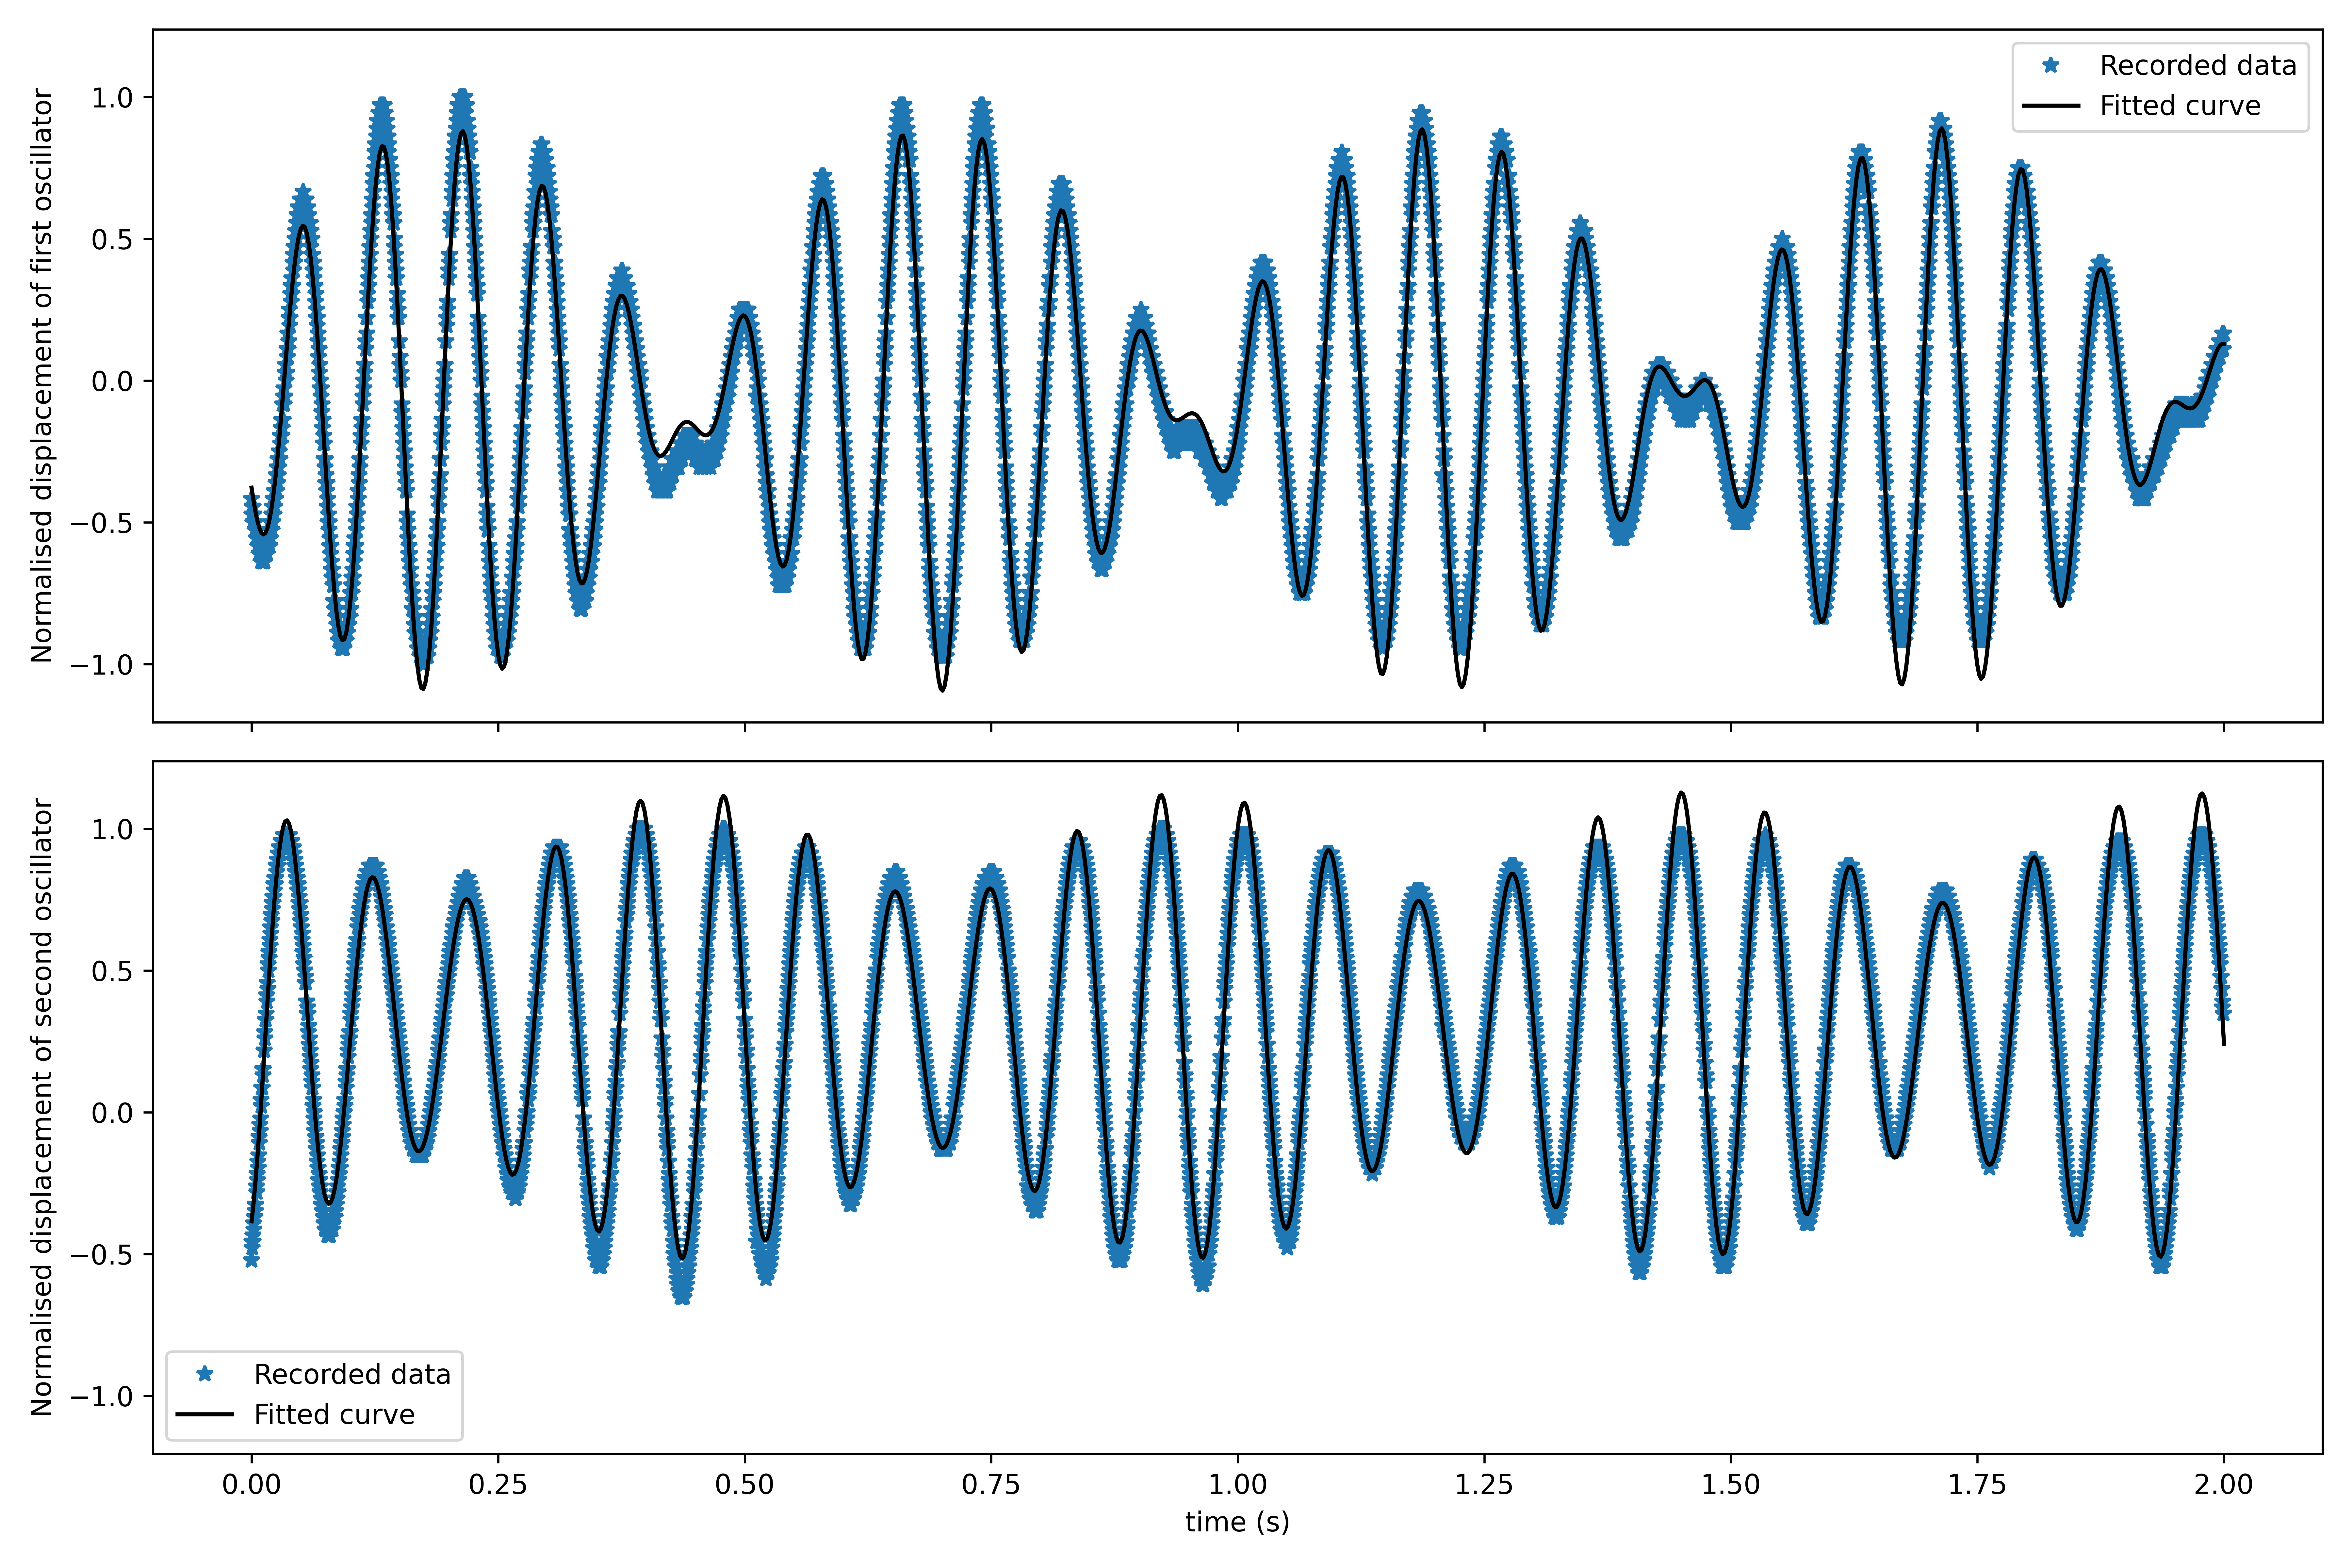 Normalised displacement of first oscillator
1.0
0.5
0.0
−0.5
−1.0
Recorded data
Fitted curve
Normalised displacement of second oscillator
1.0
0.5
0.0
−0.5
−1.0
Recorded data
Fitted curve
0.00 0.25 0.50 0.75 1.00 1.25 1.50 1.75 2.00
time (s)